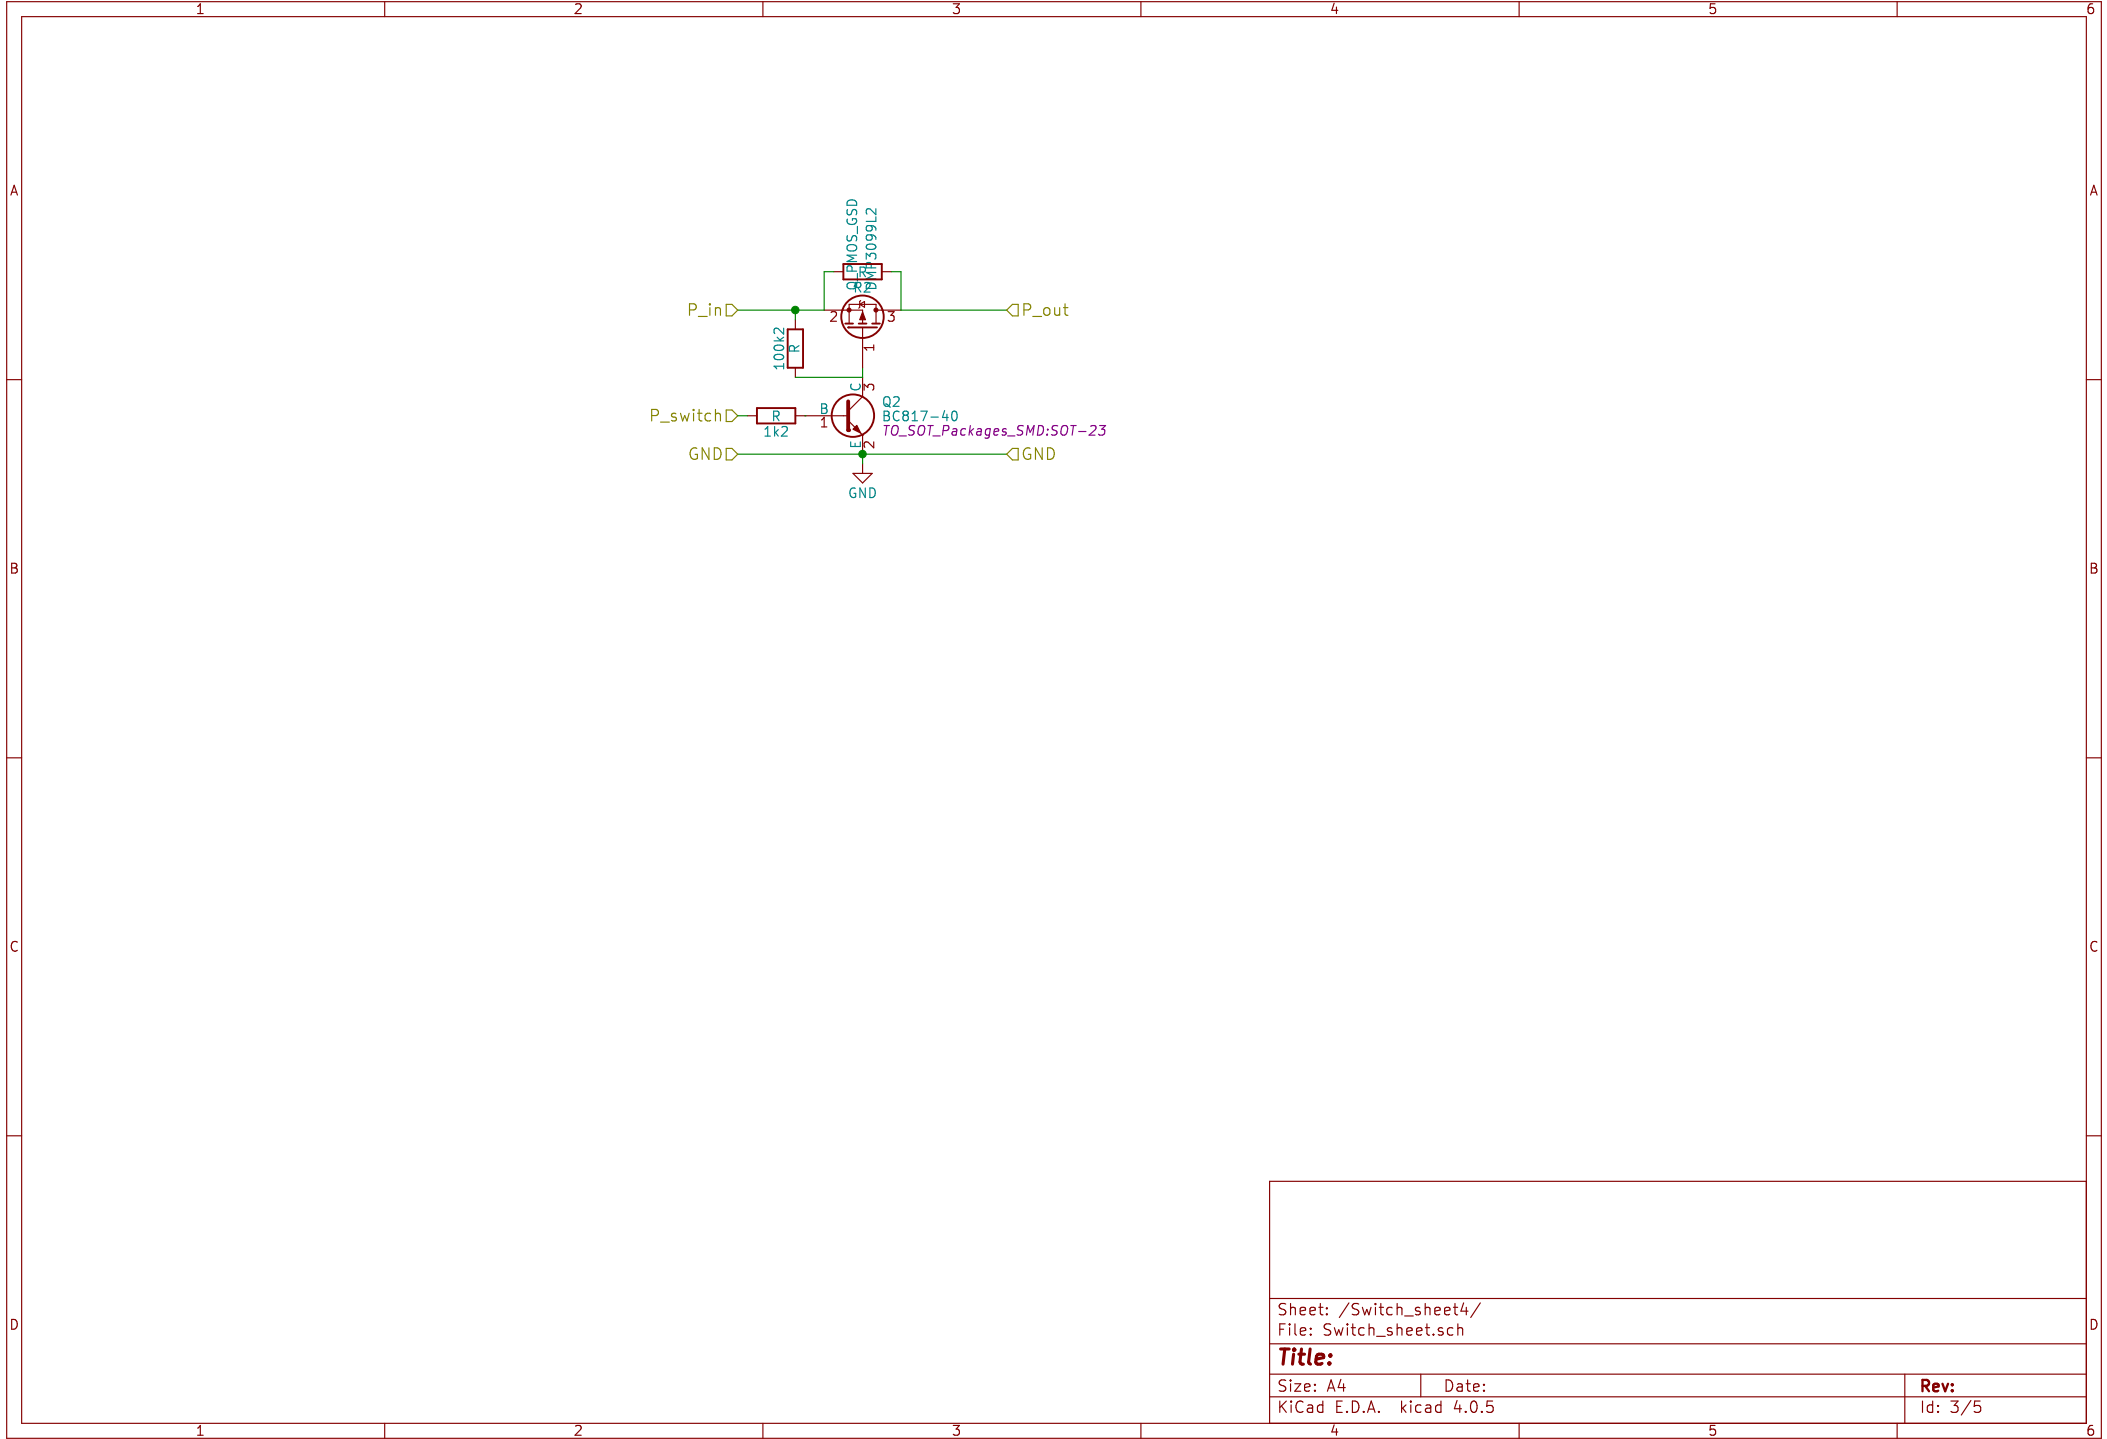 1 2 3 4 5 6
A A
Q_PMOS_GSD
DMP3099L2
R
R2
P_in
P_out
2 3
1
100k2
R
C 3
P_switch
R
1k2
B
1
Q2
BC817-40
TO_SOT_Packages_SMD:SOT-23
E 2
GND
GND
GND
B B
C C
D D
Sheet: /Switch_sheet4/
File: Switch_sheet.sch
Title:
Size: A4 Date: Rev:
KiCad E.D.A. kicad 4.0.5 Id: 3/5
1 2 3 4 5 6